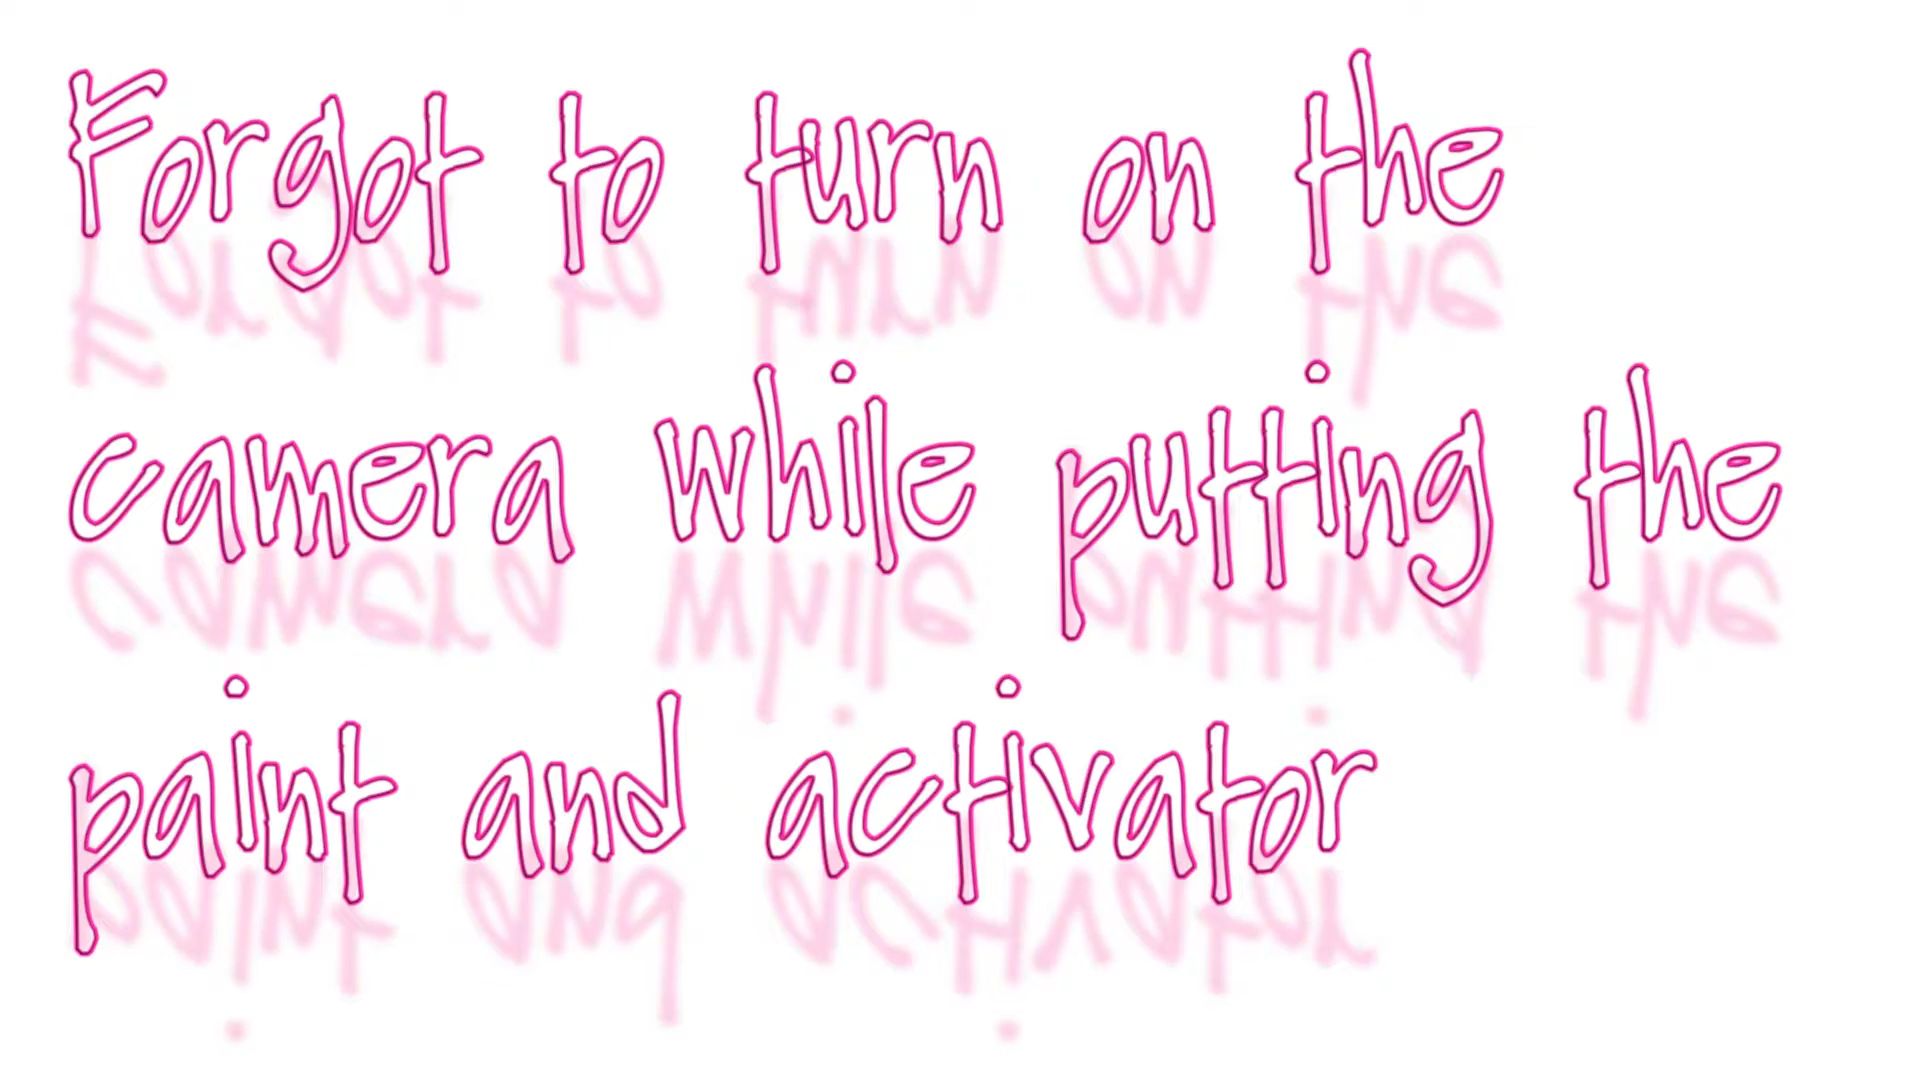 Forgot to turn on the
camera while putting the
paint and activator